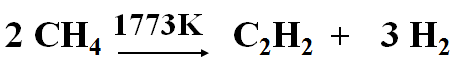 2 CH₄ 1773K → C₂H₂ + 3 H₂